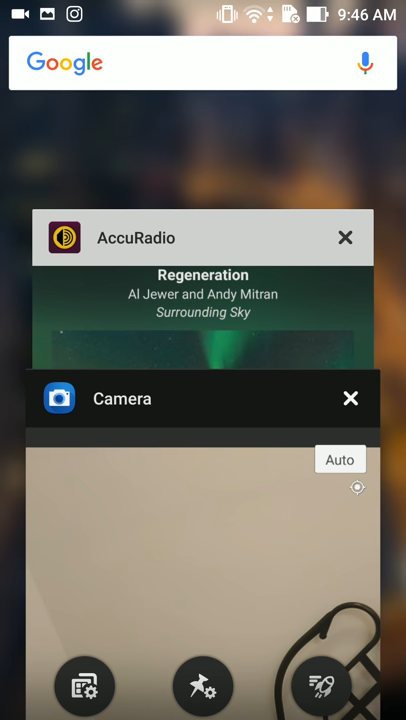 9:46 AM
Google
AccuRadio
Regeneration
Al Jewer and Andy Mitran
Surrounding Sky
Camera
Auto